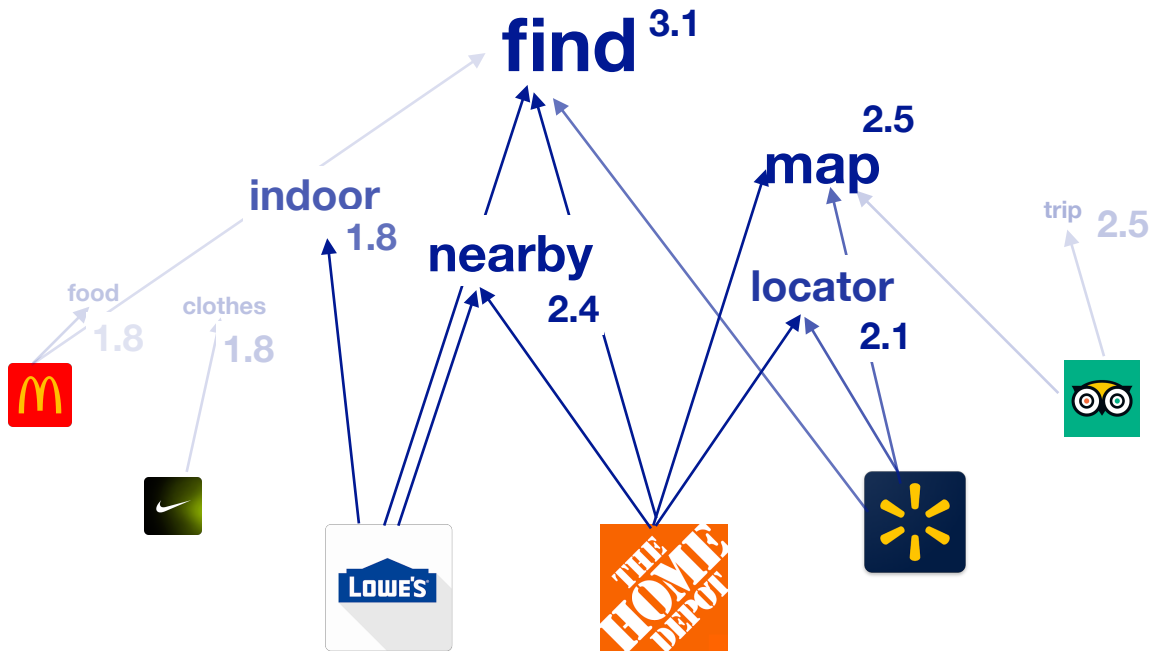 find 3.1
2.5
map
indoor
1.8
trip 2.5
nearby
2.4
locator
2.1
food
1.8
clothes
1.8
LOWE'S
THE
HOME
DEPOT